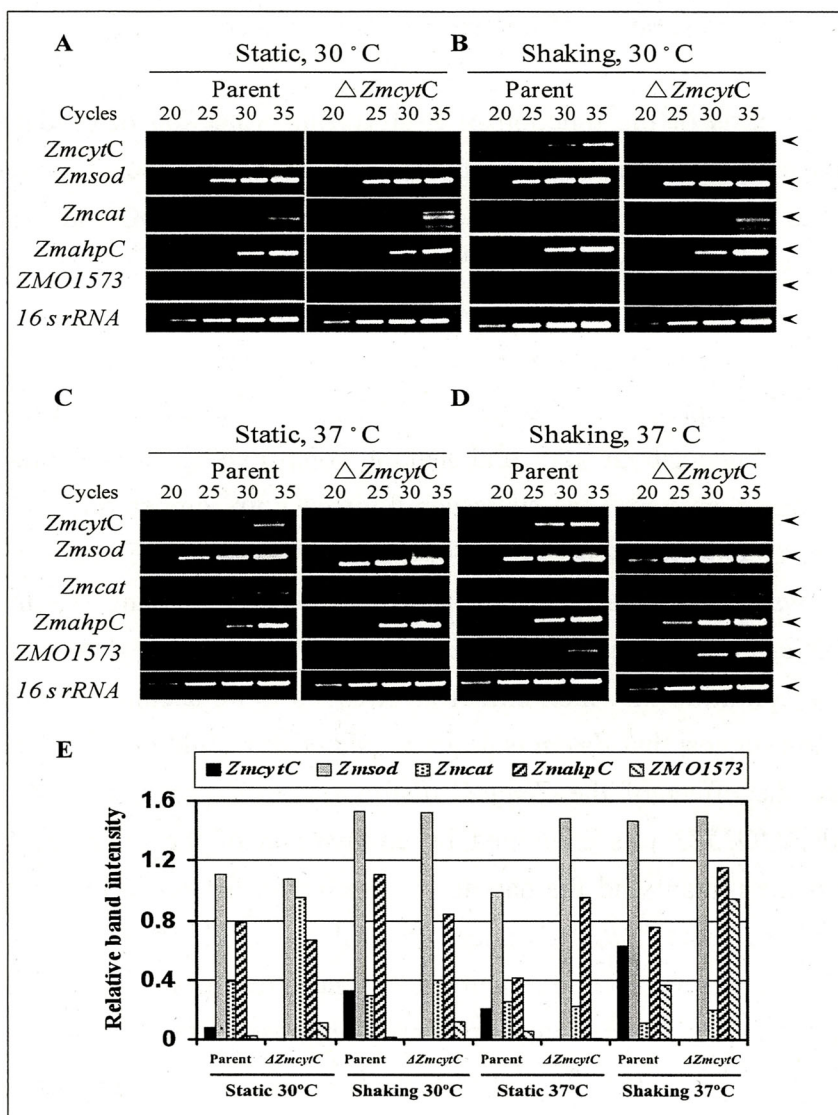 A
B
Static, 30 °C
Shaking, 30 °C
Parent
△ ZmcytC
Parent
△ ZmcytC
Cycles 20 25 30 35 20 25 30 35 20 25 30 35 20 25 30 35
ZmcytC
Zmsod
Zmcat
ZmahpC
ZMO1573
16 s rRNA
C
D
Static, 37 °C
Shaking, 37 °C
Parent
△ ZmcytC
Parent
△ ZmcytC
Cycles 20 25 30 35 20 25 30 35 20 25 30 35 20 25 30 35
ZmcytC
Zmsod
Zmcat
ZmahpC
ZMO1573
16 s rRNA
E
ZmcytC Zmsod Zmcat ZmahpC ZMO1573
Relative band intensity
1.6
1.2
0.8
0.4
0
Parent ΔZmcytC Parent ΔZmcytC Parent ΔZmcytC Parent ΔZmcytC
Static 30ºC Shaking 30ºC Static 37ºC Shaking 37ºC